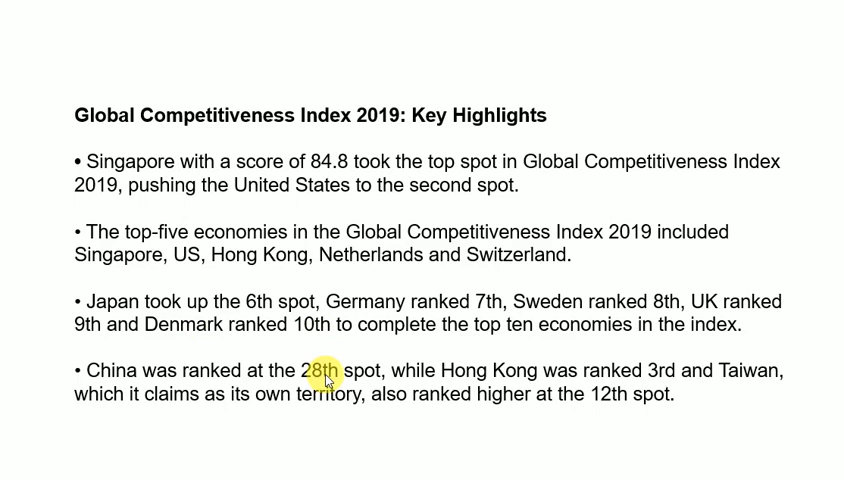 Global Competitiveness Index 2019: Key Highlights
• Singapore with a score of 84.8 took the top spot in Global Competitiveness Index
2019, pushing the United States to the second spot.
• The top-five economies in the Global Competitiveness Index 2019 included
Singapore, US, Hong Kong, Netherlands and Switzerland.
• Japan took up the 6th spot, Germany ranked 7th, Sweden ranked 8th, UK ranked
9th and Denmark ranked 10th to complete the top ten economies in the index.
• China was ranked at the 28th spot, while Hong Kong was ranked 3rd and Taiwan,
which it claims as its own territory, also ranked higher at the 12th spot.